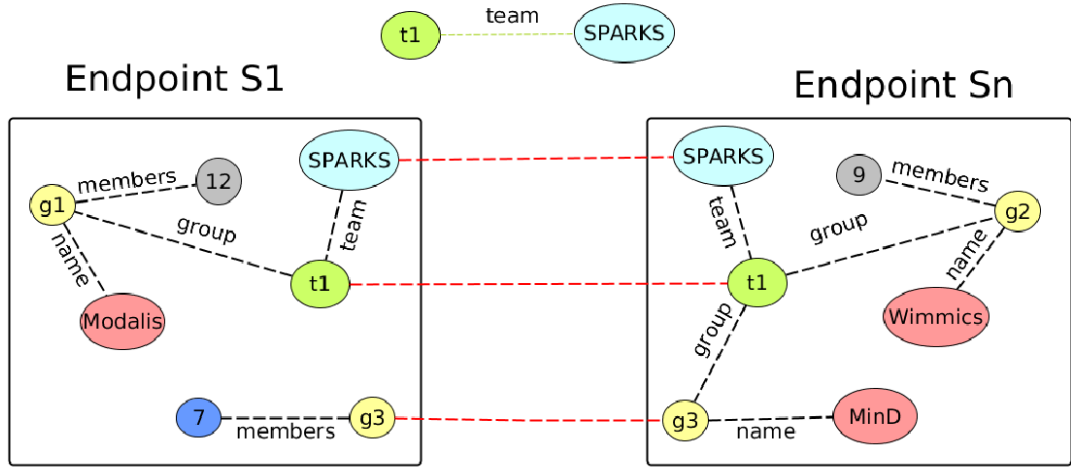 team
t1
SPARKS
Endpoint S1
Endpoint Sn
SPARKS
members
12
g1
group
team
name
t1
Modalis
7
members
g3
SPARKS
9
members
g2
team
group
name
t1
Wimmics
group
g3
name
MinD